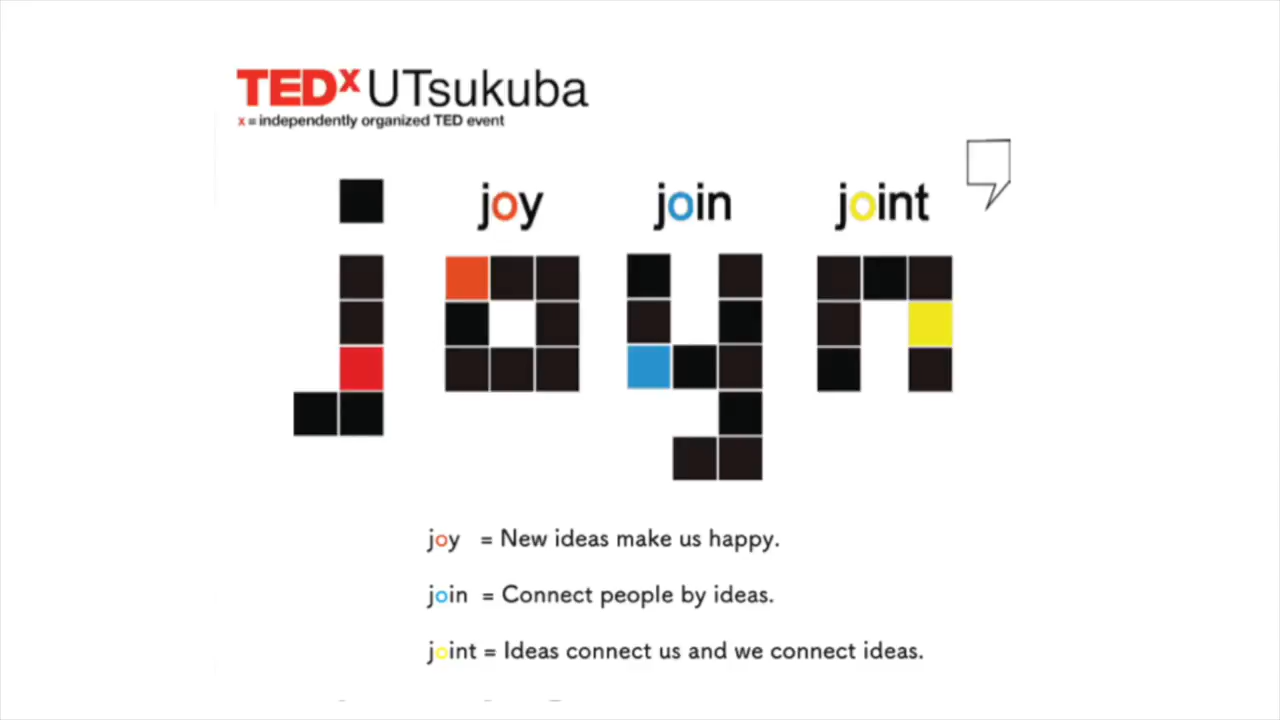 TEDx UTsukuba
x = independently organized TED event
joy join joint
joyn
joy = New ideas make us happy.
join = Connect people by ideas.
joint = Ideas connect us and we connect ideas.